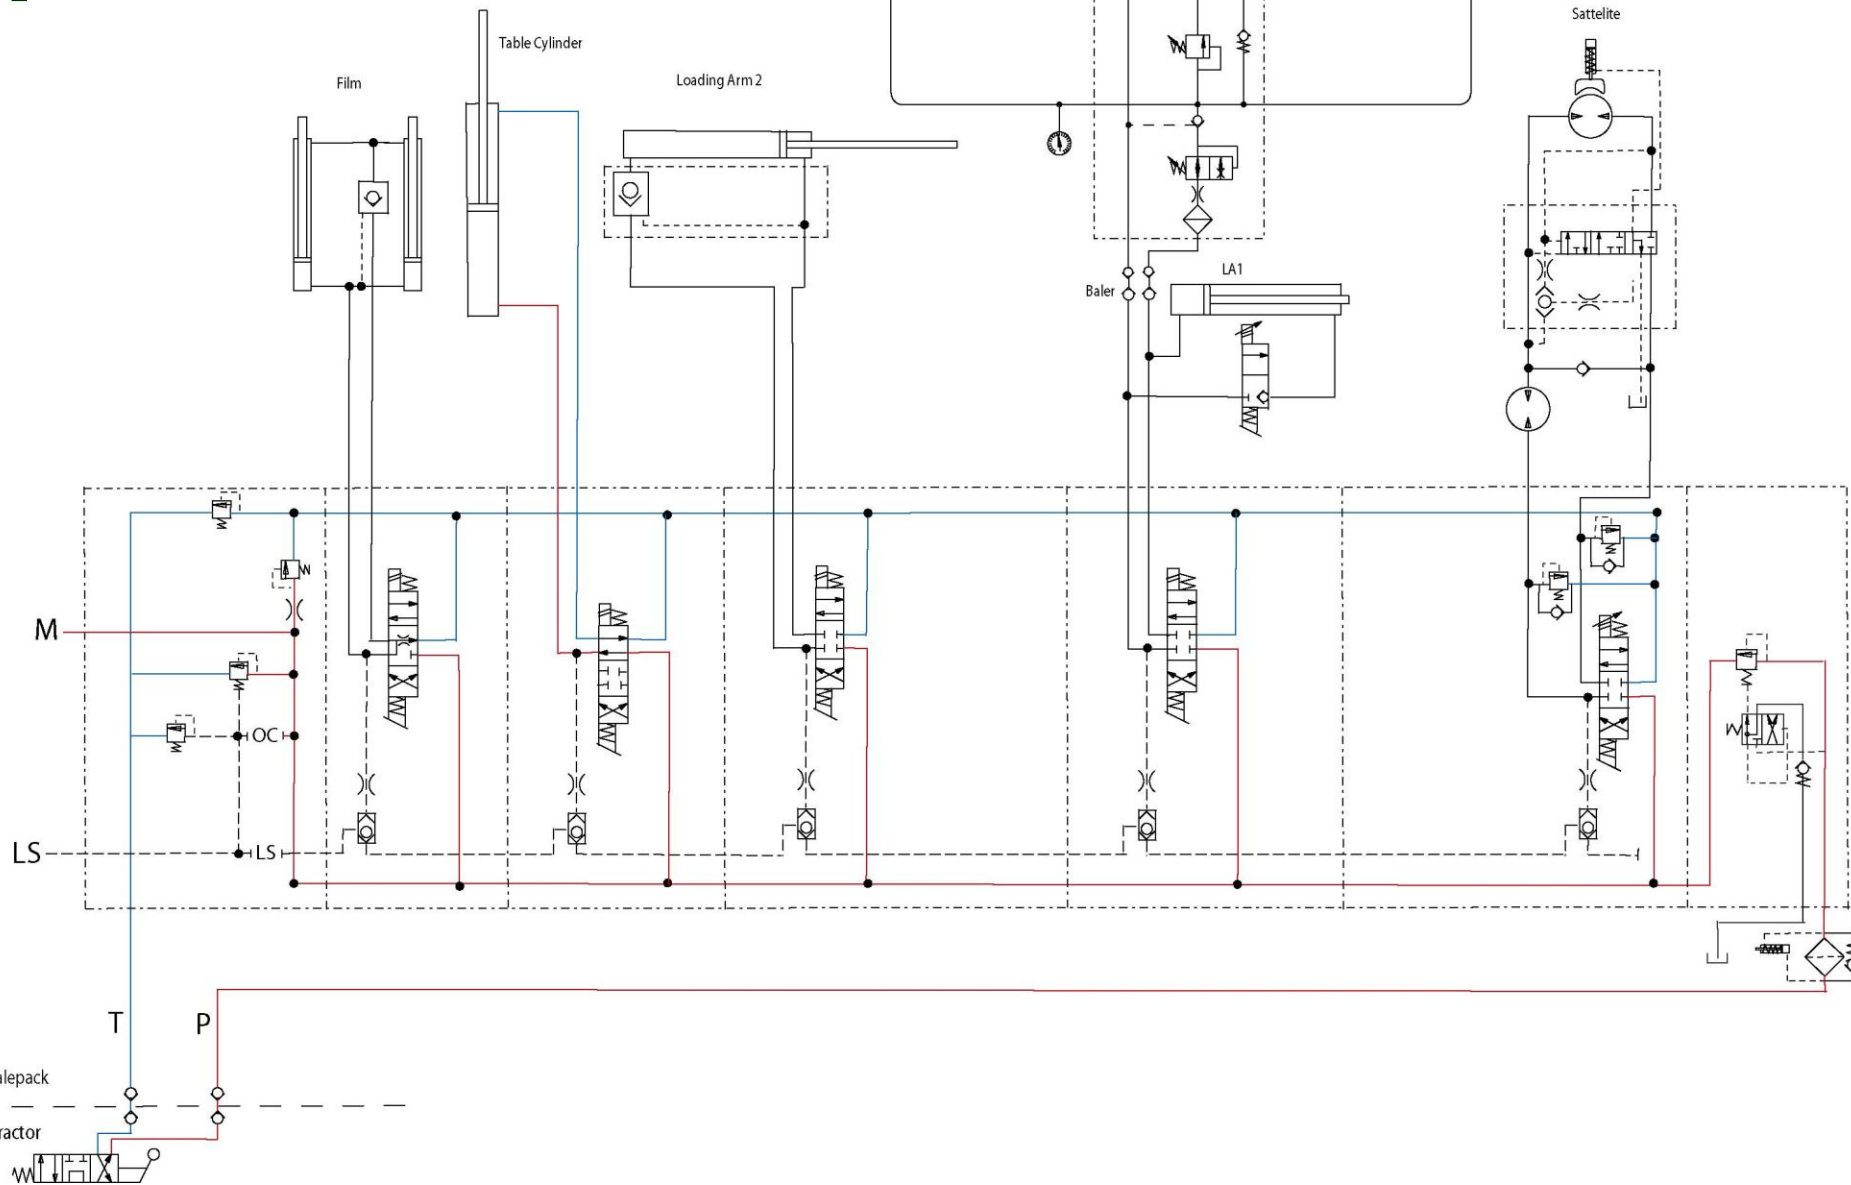 Sattelite
Table Cylinder
Film
Loading Arm 2
LA1
Baler
M
OC
LS
LS
T
P
alepack
ractor